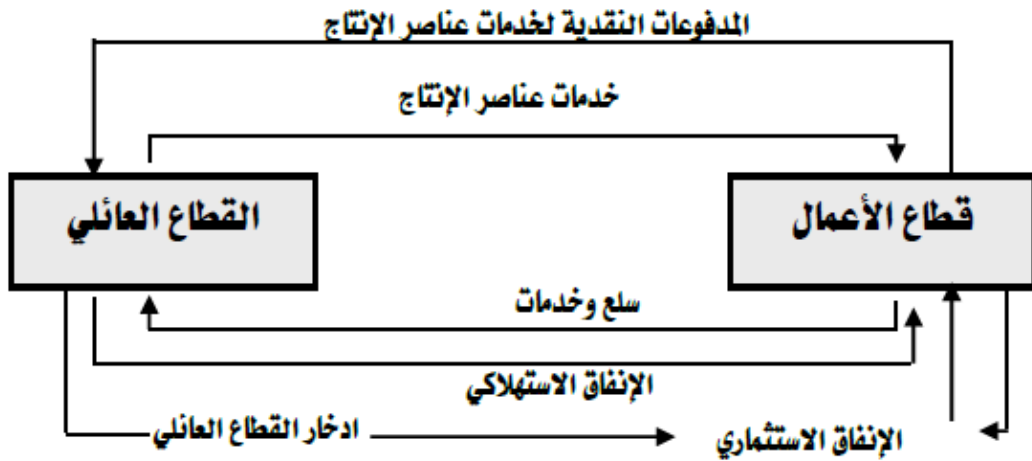 المدفوعات النقدية لخدمات عناصر الإنتاج
خدمات عناصر الإنتاج
قطاع الأعمال
القطاع العائلي
سلع وخدمات
الإنفاق الاستهلاكي
الإنفاق الاستثماري
ادخار القطاع العائلي